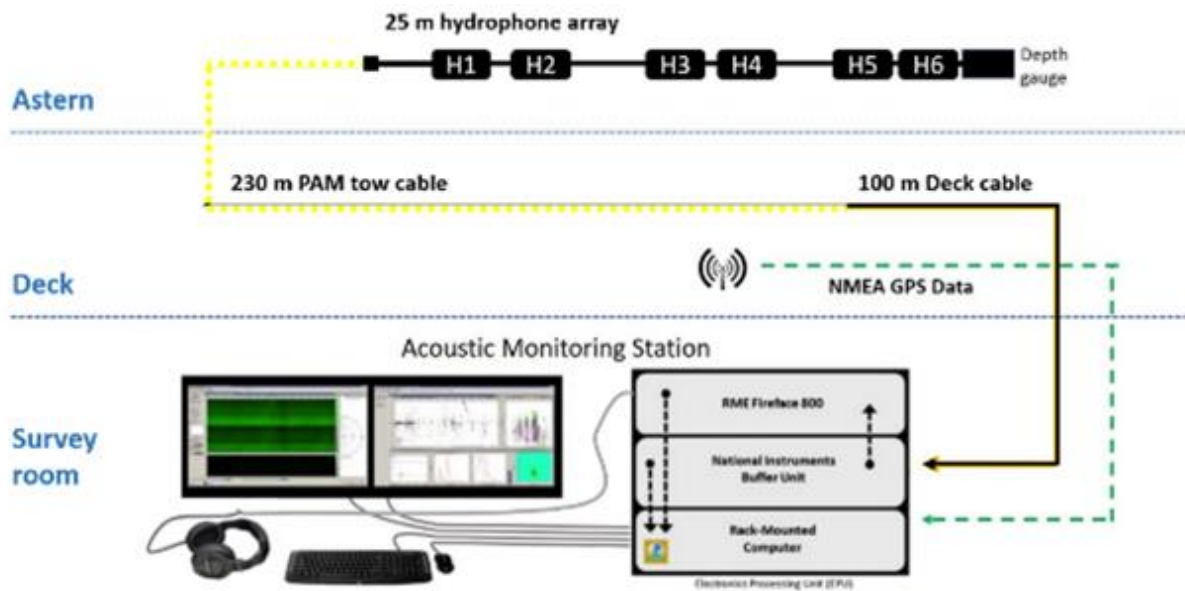 25 m hydrophone array
H1 H2 H3 H4 H5 H6
Depth
gauge
Astern
230 m PAM tow cable
100 m Deck cable
Deck
NMEA GPS Data
Acoustic Monitoring Station
Survey
room
RME Fireface 800
National Instruments
Buffer Unit
Rack-Mounted
Computer
Electronics Processing Unit (EPU)